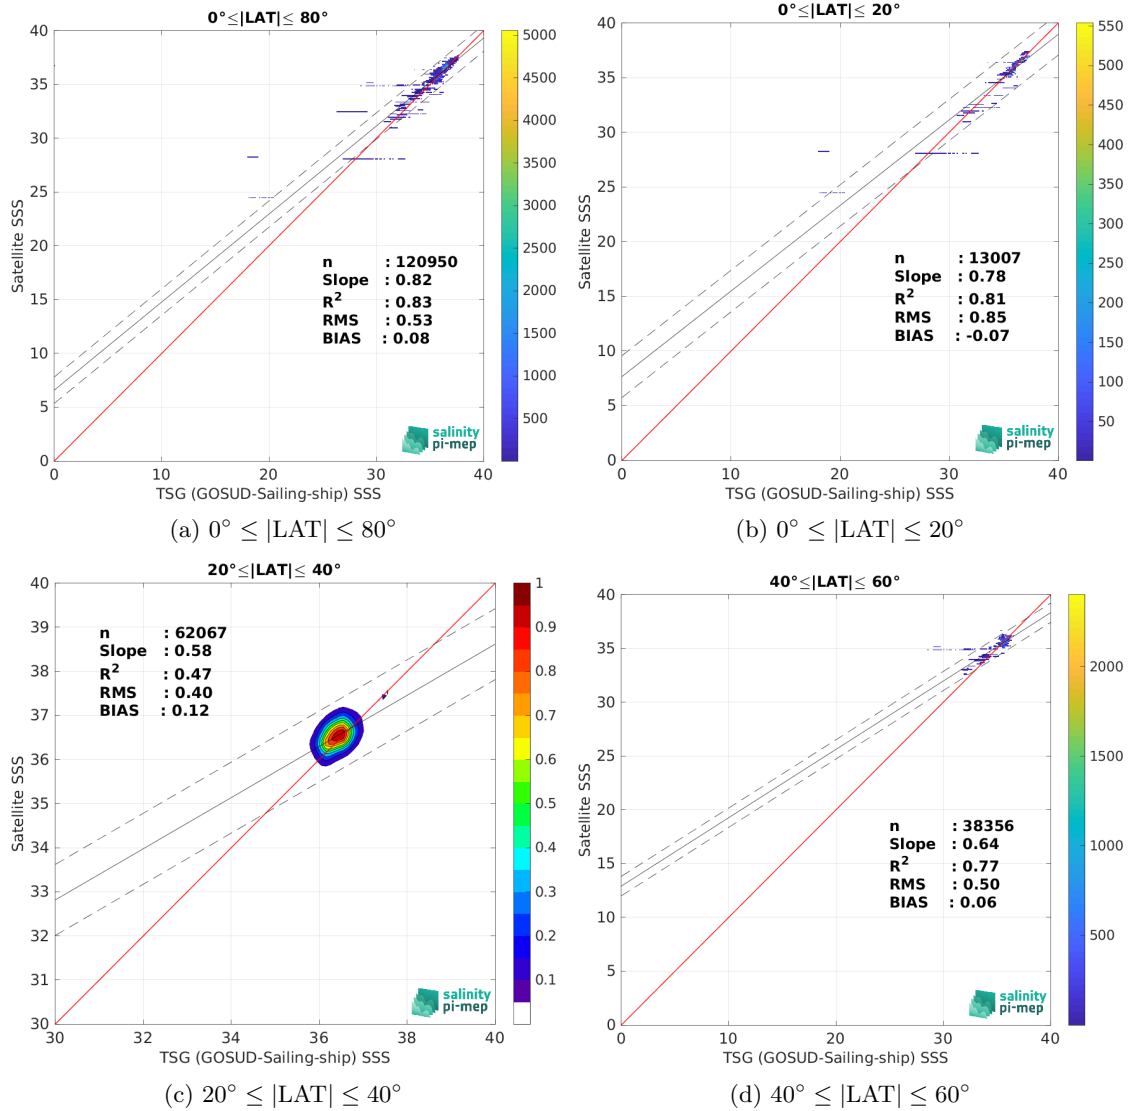 0°≤|LAT|≤ 80°
40
35
30
25
20
15
10
5
0
0
10
20
30
40
Satellite SSS
TSG (GOSUD-Sailing-ship) SSS
n : 120950
Slope : 0.82
R2 : 0.83
RMS : 0.53
BIAS : 0.08
salinity
pi-mep
5000
4500
4000
3500
3000
2500
2000
1500
1000
500
(a) 0° ≤ |LAT| ≤ 80°
0°≤|LAT|≤ 20°
40
35
30
25
20
15
10
5
0
0
10
20
30
40
Satellite SSS
TSG (GOSUD-Sailing-ship) SSS
n : 13007
Slope : 0.78
R2 : 0.81
RMS : 0.85
BIAS : -0.07
salinity
pi-mep
550
500
450
400
350
300
250
200
150
100
50
(b) 0° ≤ |LAT| ≤ 20°
20°≤|LAT|≤ 40°
40
39
38
37
36
35
34
33
32
31
30
30
32
34
36
38
40
Satellite SSS
TSG (GOSUD-Sailing-ship) SSS
n : 62067
Slope : 0.58
R2 : 0.47
RMS : 0.40
BIAS : 0.12
salinity
pi-mep
1
0.9
0.8
0.7
0.6
0.5
0.4
0.3
0.2
0.1
(c) 20° ≤ |LAT| ≤ 40°
40°≤|LAT|≤ 60°
40
35
30
25
20
15
10
5
0
0
10
20
30
40
Satellite SSS
TSG (GOSUD-Sailing-ship) SSS
n : 38356
Slope : 0.64
R2 : 0.77
RMS : 0.50
BIAS : 0.06
salinity
pi-mep
2000
1500
1000
500
(d) 40° ≤ |LAT| ≤ 60°